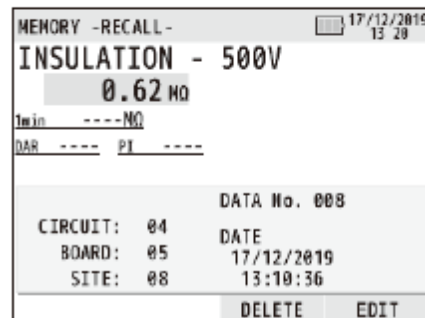 MEMORY -RECALL-
17/12/2019
13 20
INSULATION - 500V
0.62 MΩ
1min ----MΩ
DAR ---- PI ----
DATA No. 008
CIRCUIT: 04
DATE
BOARD: 05
17/12/2019
SITE: 08
13:10:36
DELETE EDIT